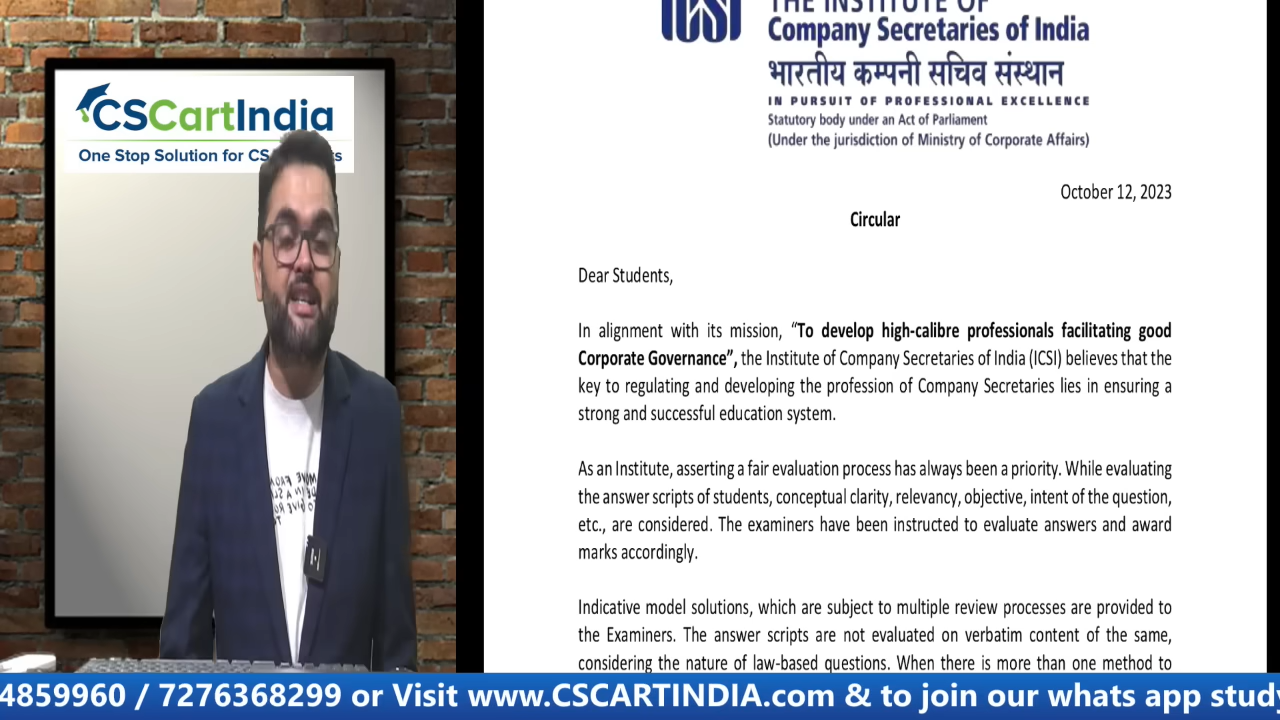 CSCartIndia
One Stop Solution for CS
THE INSTITUTE OF
Company Secretaries of India
भारतीय कम्पनी सचिव संस्थान
IN PURSUIT OF PROFESSIONAL EXCELLENCE
Statutory body under an Act of Parliament
(Under the jurisdiction of Ministry of Corporate Affairs)
October 12, 2023
Circular
Dear Students,
In alignment with its mission, “To develop high-calibre professionals facilitating good
Corporate Governance”, the Institute of Company Secretaries of India (ICSI) believes that the
key to regulating and developing the profession of Company Secretaries lies in ensuring a
strong and successful education system.
As an Institute, asserting a fair evaluation process has always been a priority. While evaluating
the answer scripts of students, conceptual clarity, relevancy, objective, intent of the question,
etc., are considered. The examiners have been instructed to evaluate answers and award
marks accordingly.
Indicative model solutions, which are subject to multiple review processes are provided to
the Examiners. The answer scripts are not evaluated on verbatim content of the same,
considering the nature of law-based questions. When there is more than one method to
4859960 / 7276368299 or Visit www.CSCARTINDIA.com & to join our whats app study